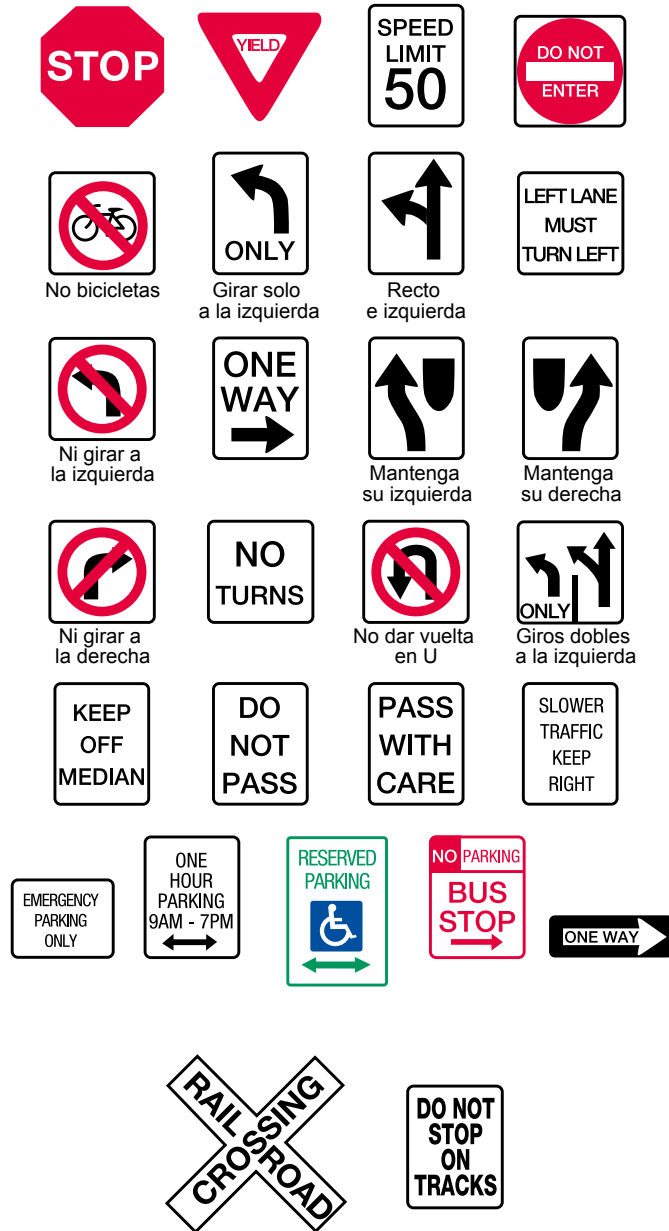 STOP
YIELD
SPEED
LIMIT
50
DO NOT
ENTER
No bicicletas
ONLY
Girar solo
a la izquierda
Recto
e izquierda
LEFT LANE
MUST
TURN LEFT
Ni girar a
la izquierda
ONE
WAY
Mantenga
su izquierda
Mantenga
su derecha
Ni girar a
la derecha
NO
TURNS
No dar vuelta
en U
ONLY
Giros dobles
a la izquierda
KEEP
OFF
MEDIAN
DO
NOT
PASS
PASS
WITH
CARE
SLOWER
TRAFFIC
KEEP
RIGHT
EMERGENCY
PARKING
ONLY
ONE
HOUR
PARKING
9AM - 7PM
RESERVED
PARKING
NO PARKING
BUS
STOP
ONE WAY
RAILROAD
CROSSING
DO NOT
STOP
ON
TRACKS